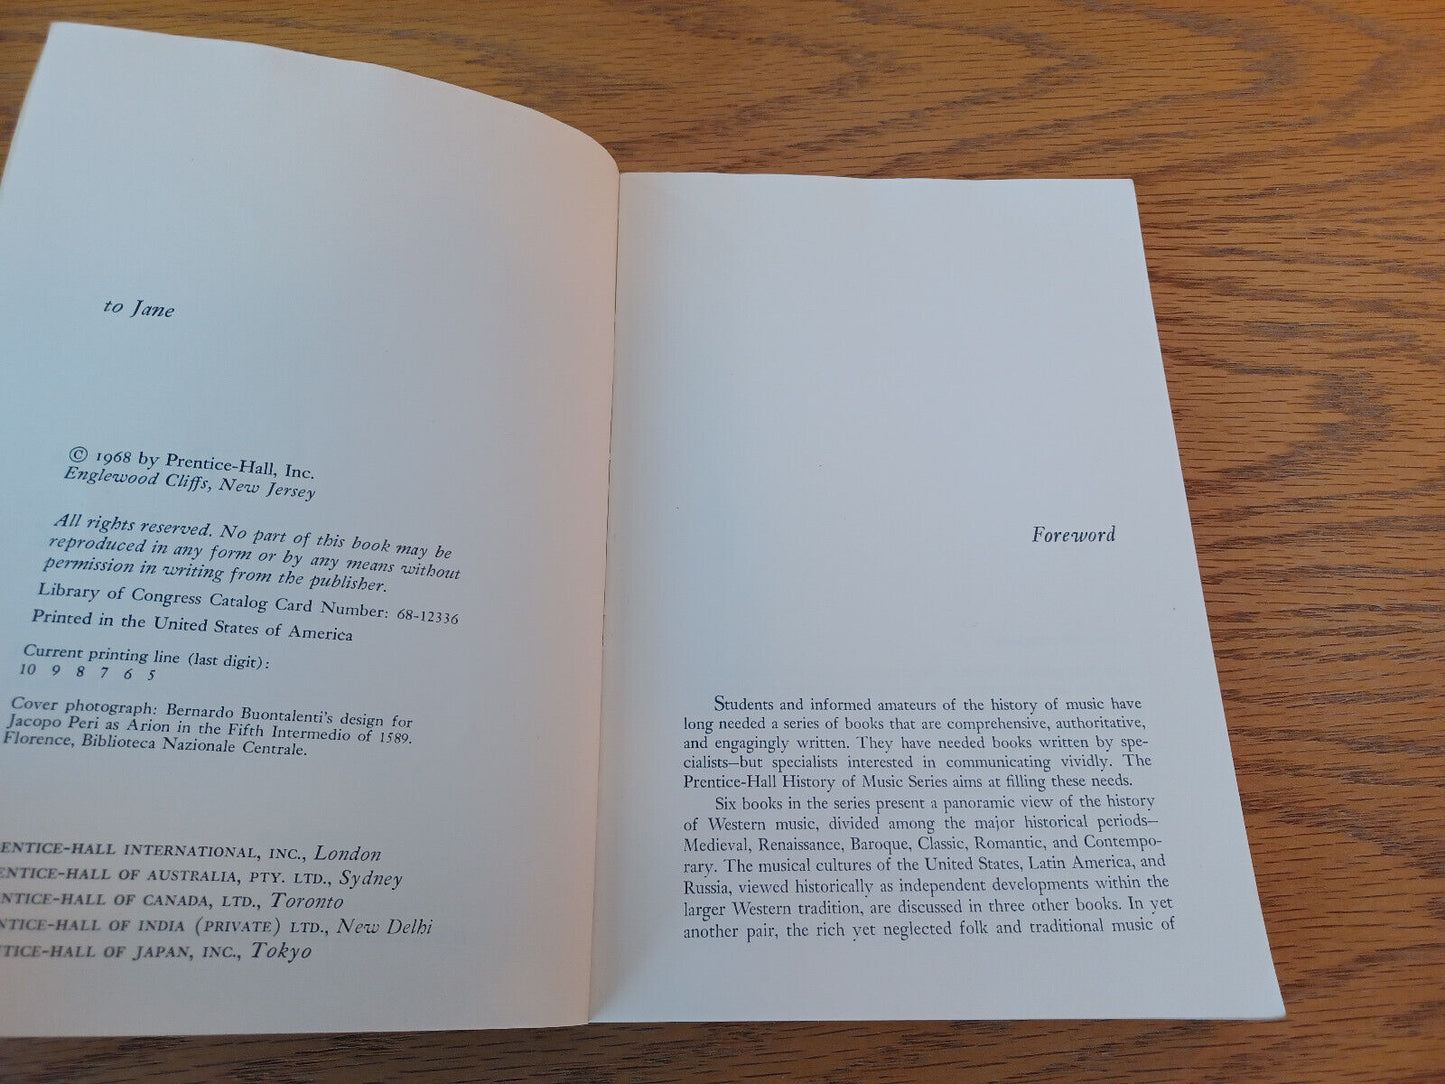 to Jane
© 1968 by Prentice-Hall, Inc.
Englewood Cliffs, New Jersey
All rights reserved. No part of this book may be
reproduced in any form or by any means without
permission in writing from the publisher.
Library of Congress Catalog Card Number: 68-12336
Printed in the United States of America
Current printing line (last digit):
10 9 8 7 6 5
Cover photograph: Bernardo Buontalenti's design for
Jacopo Peri as Arion in the Fifth Intermedio of 1589.
Florence, Biblioteca Nazionale Centrale.
ENTICE-HALL INTERNATIONAL, INC., London
ENTICE-HALL OF AUSTRALIA, PTY. LTD., Sydney
NTICE-HALL OF CANADA, LTD., Toronto
NTICE-HALL OF INDIA (PRIVATE) LTD., New Delhi
TICE-HALL OF JAPAN, INC., Tokyo
Foreword
Students and informed amateurs of the history of music have
long needed a series of books that are comprehensive, authoritative,
and engagingly written. They have needed books written by spe-
cialists—but specialists interested in communicating vividly. The
Prentice-Hall History of Music Series aims at filling these needs.
Six books in the series present a panoramic view of the history
of Western music, divided among the major historical periods—
Medieval, Renaissance, Baroque, Classic, Romantic, and Contempo-
rary. The musical cultures of the United States, Latin America, and
Russia, viewed historically as independent developments within the
larger Western tradition, are discussed in three other books. In yet
another pair, the rich yet neglected folk and traditional music of